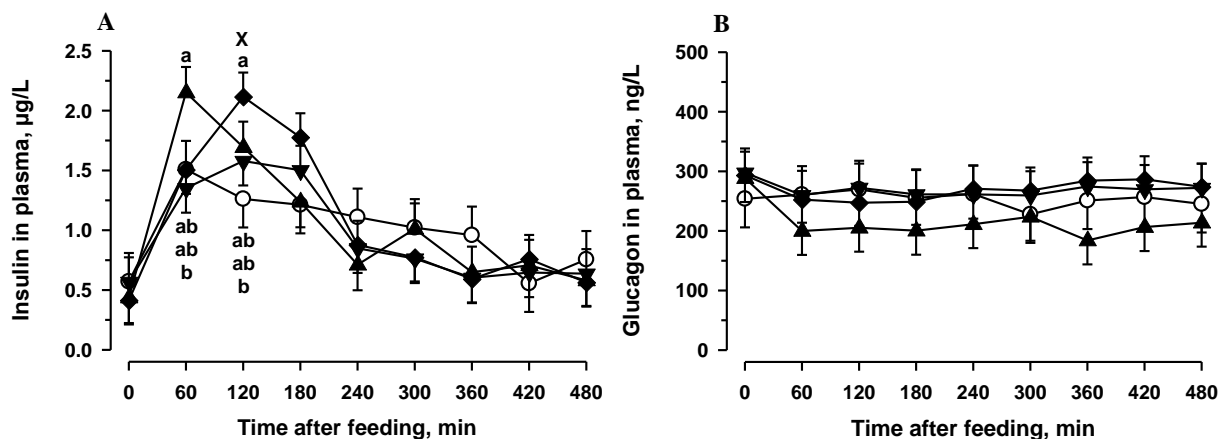 A
Insulin in plasma, µg/L
2.5
2.0
1.5
1.0
0.5
0.0
a
X
a
ab
ab
b
ab
ab
b
0 60 120 180 240 300 360 420 480
Time after feeding, min
B
Glucagon in plasma, ng/L
500
400
300
200
100
0
0 60 120 180 240 300 360 420 480
Time after feeding, min